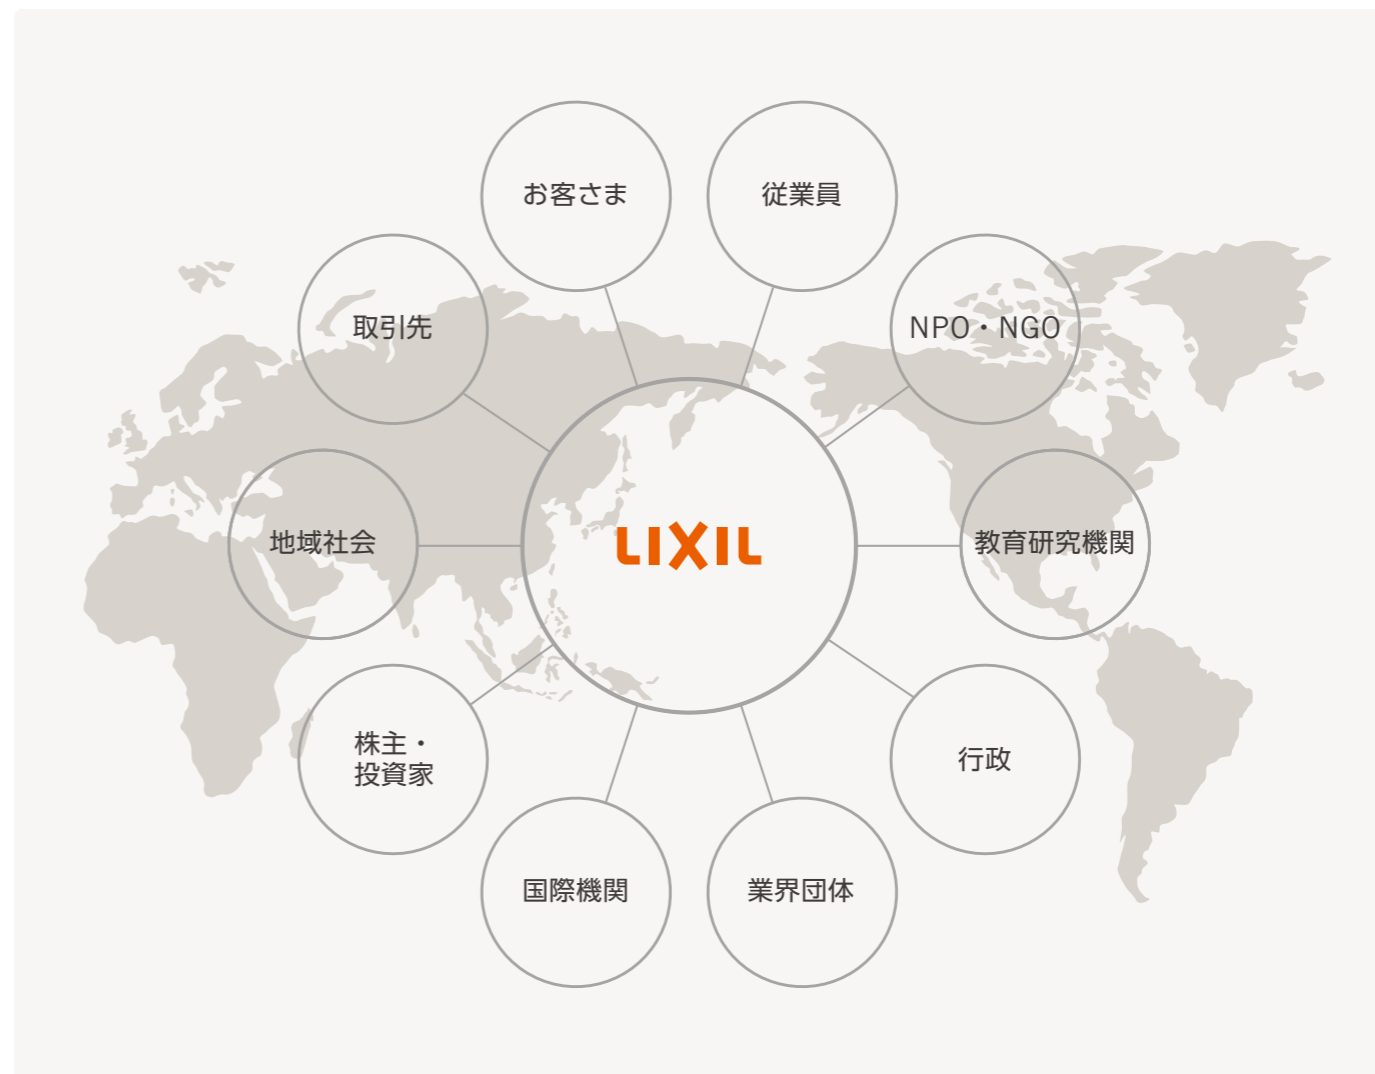 お客さま
従業員
取引先
NPO・NGO
地域社会
LIXIL
教育研究機関
株主・
投資家
行政
国際機関
業界団体